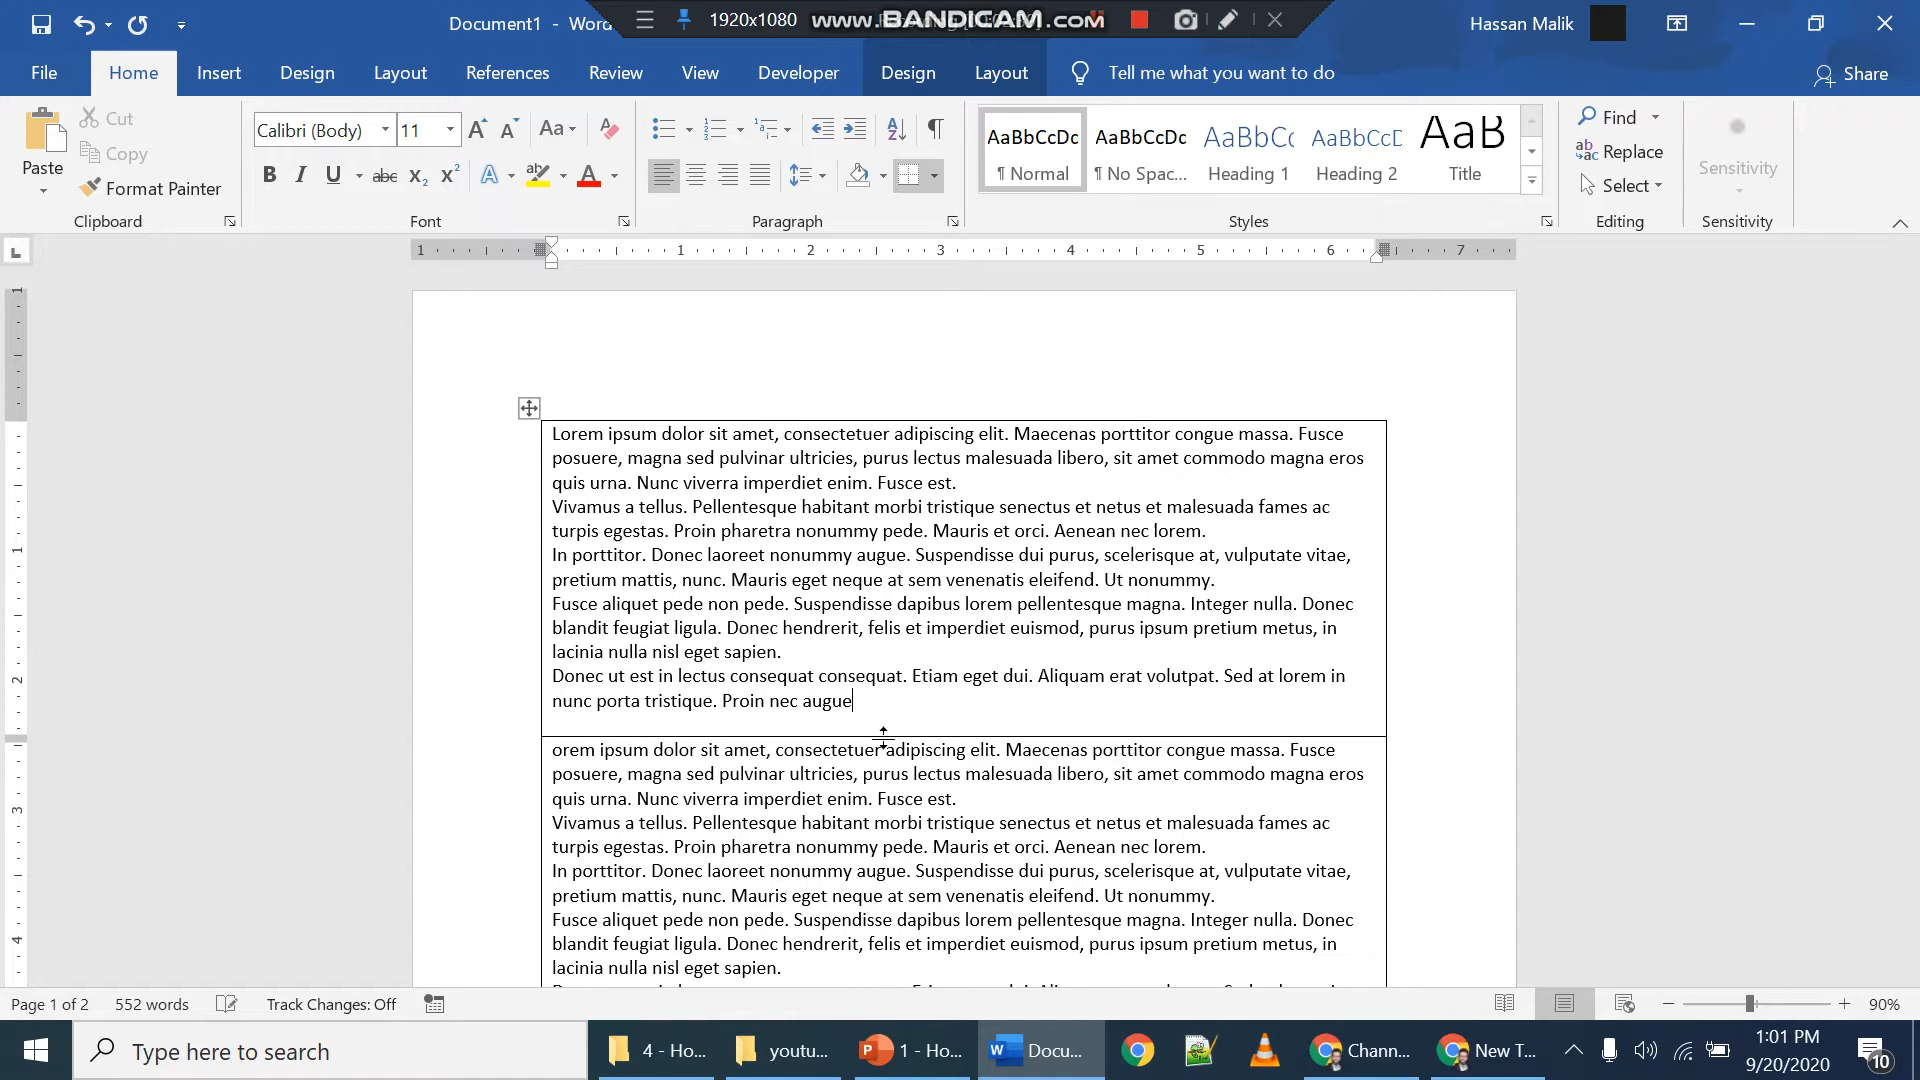 Document1 - Word
1920x1080
www.BANDICAM.com
Hassan Malik
File
Home
Insert
Design
Layout
References
Review
View
Developer
Design
Layout
Tell me what you want to do
Share
Paste
Cut
Copy
Format Painter
Clipboard
Calibri (Body)
11
Aa
Font
Paragraph
AaBbCcDc
¶ Normal
AaBbCcDc
¶ No Spac...
AaBbC
Heading 1
AaBbCcD
Heading 2
AaB
Title
Styles
Find
Replace
Select
Editing
Sensitivity
Sensitivity
1 1 2 3 4 5 6 7
1
1
2
3
4
Lorem ipsum dolor sit amet, consectetuer adipiscing elit. Maecenas porttitor congue massa. Fusce
posuere, magna sed pulvinar ultricies, purus lectus malesuada libero, sit amet commodo magna eros
quis urna. Nunc viverra imperdiet enim. Fusce est.
Vivamus a tellus. Pellentesque habitant morbi tristique senectus et netus et malesuada fames ac
turpis egestas. Proin pharetra nonummy pede. Mauris et orci. Aenean nec lorem.
In porttitor. Donec laoreet nonummy augue. Suspendisse dui purus, scelerisque at, vulputate vitae,
pretium mattis, nunc. Mauris eget neque at sem venenatis eleifend. Ut nonummy.
Fusce aliquet pede non pede. Suspendisse dapibus lorem pellentesque magna. Integer nulla. Donec
blandit feugiat ligula. Donec hendrerit, felis et imperdiet euismod, purus ipsum pretium metus, in
lacinia nulla nisl eget sapien.
Donec ut est in lectus consequat consequat. Etiam eget dui. Aliquam erat volutpat. Sed at lorem in
nunc porta tristique. Proin nec augue
orem ipsum dolor sit amet, consectetuer adipiscing elit. Maecenas porttitor congue massa. Fusce
posuere, magna sed pulvinar ultricies, purus lectus malesuada libero, sit amet commodo magna eros
quis urna. Nunc viverra imperdiet enim. Fusce est.
Vivamus a tellus. Pellentesque habitant morbi tristique senectus et netus et malesuada fames ac
turpis egestas. Proin pharetra nonummy pede. Mauris et orci. Aenean nec lorem.
In porttitor. Donec laoreet nonummy augue. Suspendisse dui purus, scelerisque at, vulputate vitae,
pretium mattis, nunc. Mauris eget neque at sem venenatis eleifend. Ut nonummy.
Fusce aliquet pede non pede. Suspendisse dapibus lorem pellentesque magna. Integer nulla. Donec
blandit feugiat ligula. Donec hendrerit, felis et imperdiet euismod, purus ipsum pretium metus, in
lacinia nulla nisl eget sapien.
Page 1 of 2
552 words
Track Changes: Off
90%
Type here to search
4 - Ho...
youtu...
1 - Ho...
Docu...
Chann...
New T...
1:01 PM
9/20/2020
10